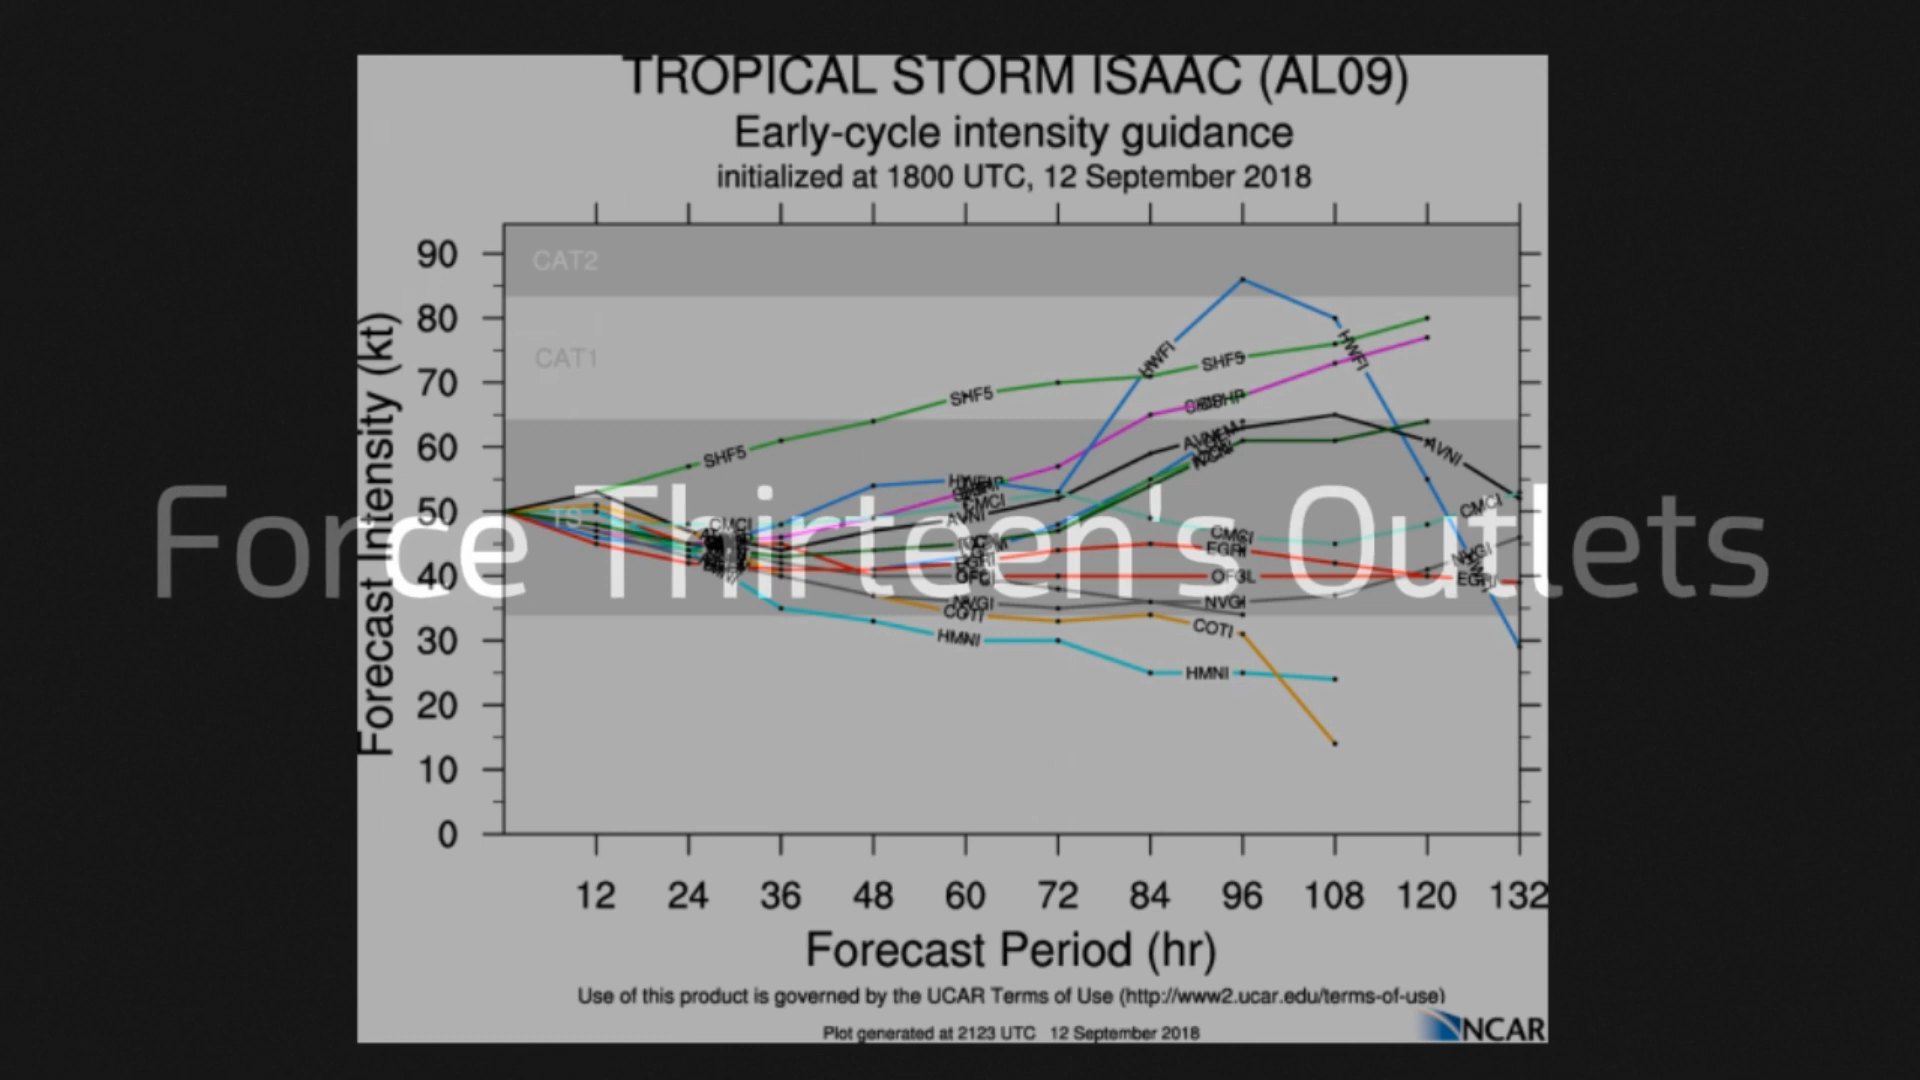 TROPICAL STORM ISAAC (AL09)
Early-cycle intensity guidance
initialized at 1800 UTC, 12 September 2018
Forecast Intensity (kt)
90
80
70
60
50
40
30
20
10
0
CAT2
CAT1
TS
SHF5
SHF5
SHF5
HWFI
HWFI
CMCI
CMCI
CMCI
CMCI
AVNI
AVNI
EGRI
EGRI
OFCL
NVGI
NVGI
NVGI
COTI
COTI
HMNI
HMNI
Force Thirteen's Outlets
12 24 36 48 60 72 84 96 108 120 132
Forecast Period (hr)
Use of this product is governed by the UCAR Terms of Use (http://www2.ucar.edu/terms-of-use)
Plot generated at 2123 UTC 12 September 2018
NCAR